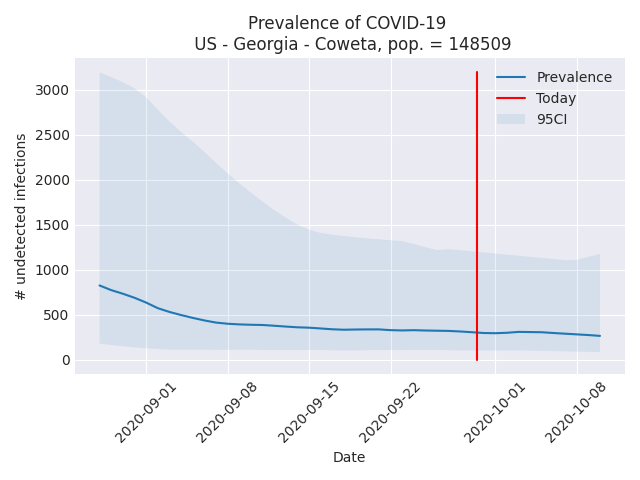 Prevalence of COVID-19
US - Georgia - Coweta, pop. = 148509
Prevalence
Today
95CI
# undetected infections
3000
2500
2000
1500
1000
500
0
2020-09-01
2020-09-08
2020-09-15
2020-09-22
2020-10-01
2020-10-08
Date